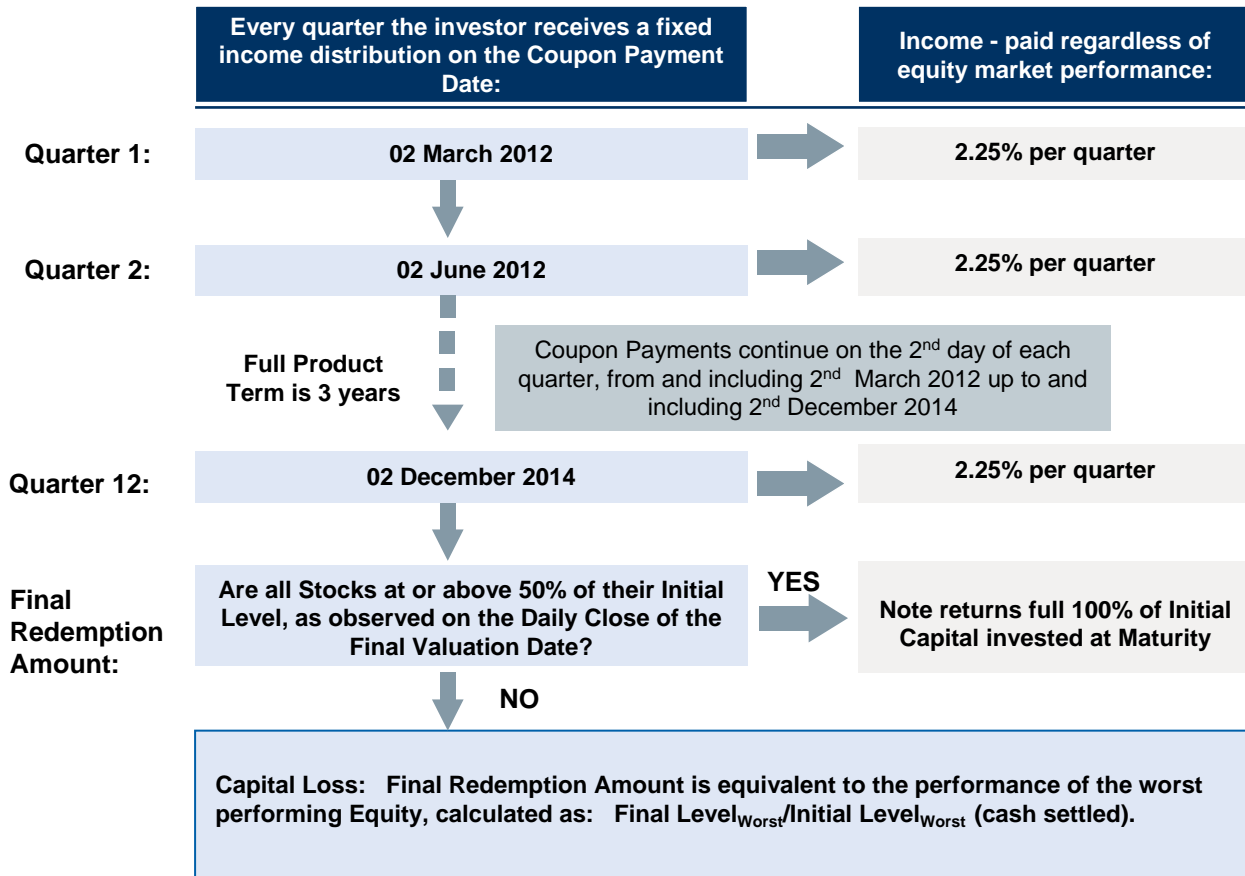 Every quarter the investor receives a fixed
income distribution on the Coupon Payment
Date:
Income - paid regardless of
equity market performance:
Quarter 1:
02 March 2012
2.25% per quarter
Quarter 2:
02 June 2012
2.25% per quarter
Full Product
Term is 3 years
Coupon Payments continue on the 2nd day of each
quarter, from and including 2nd March 2012 up to and
including 2nd December 2014
Quarter 12:
02 December 2014
2.25% per quarter
Final
Redemption
Amount:
Are all Stocks at or above 50% of their Initial
Level, as observed on the Daily Close of the
Final Valuation Date?
YES
Note returns full 100% of Initial
Capital invested at Maturity
NO
Capital Loss: Final Redemption Amount is equivalent to the performance of the worst
performing Equity, calculated as: Final LevelWorst/Initial LevelWorst (cash settled).